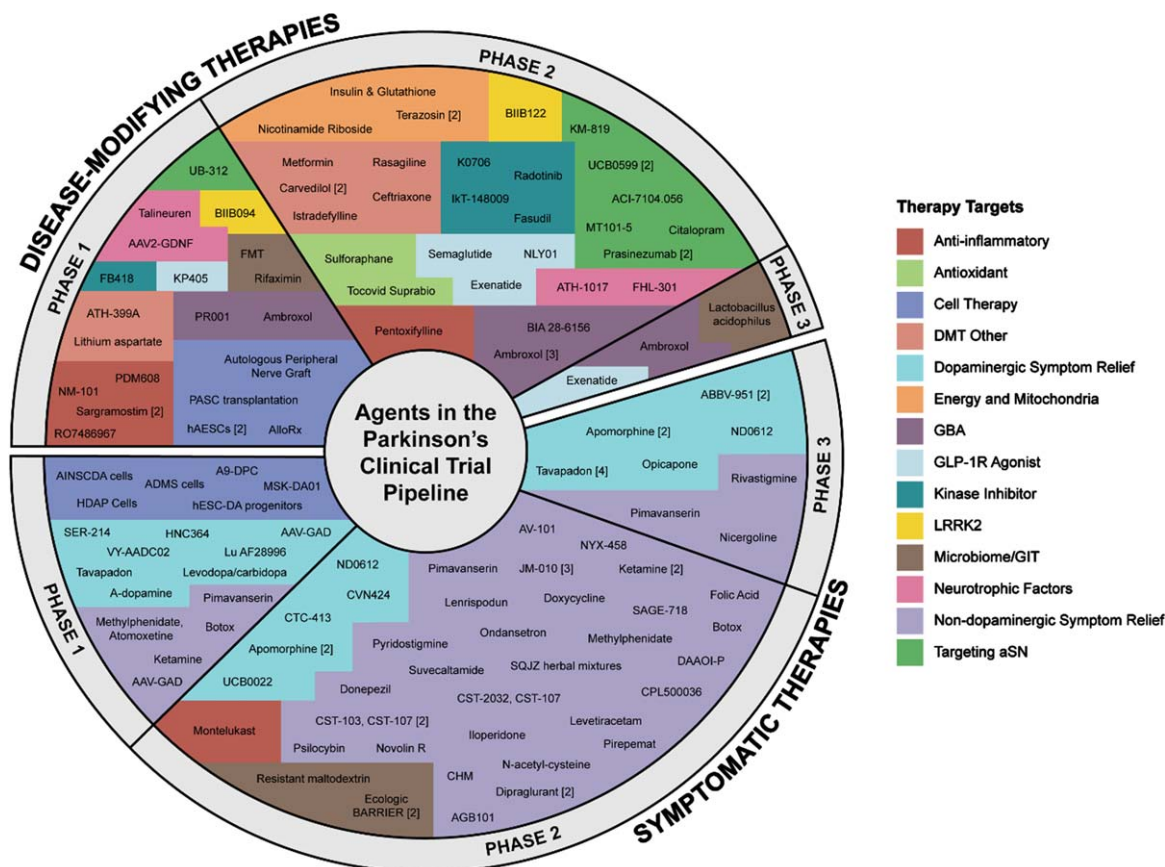 DISEASE-MODIFYING THERAPIES
PHASE 1
UB-312
Talineuren
BIIB094
AAV2-GDNF
FMT
Rifaximin
FB418
KP405
ATH-399A
Lithium aspartate
PR001
Ambroxol
PDM608
NM-101
Sargramostim [2]
RO7486967
Autologous Peripheral
Nerve Graft
PASC transplantation
hAESCs [2]
AlloRx
PHASE 2
Insulin & Glutathione
Terazosin [2]
Nicotinamide Riboside
BIIB122
KM-819
UCB0599 [2]
ACI-7104.056
MT101-5
Citalopram
Prasinezumab [2]
Metformin
Rasagiline
Carvedilol [2]
Ceftriaxone
Istradefylline
K0706
Radotinib
IkT-148009
Fasudil
Sulforaphane
Tocovid Suprabio
Semaglutide
NLY01
Exenatide
ATH-1017
FHL-301
Pentoxifylline
BIA 28-6156
Ambroxol [3]
PHASE 3
Lactobacillus
acidophilus
Ambroxol
Exenatide
Agents in the
Parkinson's
Clinical Trial
Pipeline
SYMPTOMATIC THERAPIES
PHASE 3
ABBV-951 [2]
Apomorphine [2]
ND0612
Tavapadon [4]
Opicapone
Rivastigmine
Pimavanserin
Nicergoline
PHASE 1
AINSCDA cells
A9-DPC
ADMS cells
MSK-DA01
HDAP Cells
hESC-DA progenitors
SER-214
HNC364
AAV-GAD
VY-AADC02
Lu AF28996
Tavapadon
Levodopa/carbidopa
A-dopamine
Pimavanserin
Methylphenidate,
Atomoxetine
Botox
Ketamine
AAV-GAD
PHASE 2
ND0612
CVN424
CTC-413
Apomorphine [2]
UCB0022
Montelukast
Resistant maltodextrin
Ecologic
BARRIER [2]
AV-101
NYX-458
Pimavanserin
JM-010 [3]
Ketamine [2]
Lenrispodun
Doxycycline
Folic Acid
SAGE-718
Botox
Ondansetron
Methylphenidate
Pyridostigmine
Suvecaltamide
SQJZ herbal mixtures
DAAOI-P
Donepezil
CST-2032, CST-107
CPL500036
CST-103, CST-107 [2]
Levetiracetam
Iloperidone
Pirepemat
Psilocybin
Novolin R
N-acetyl-cysteine
CHM
Dipraglurant [2]
AGB101
Therapy Targets
Anti-inflammatory
Antioxidant
Cell Therapy
DMT Other
Dopaminergic Symptom Relief
Energy and Mitochondria
GBA
GLP-1R Agonist
Kinase Inhibitor
LRRK2
Microbiome/GIT
Neurotrophic Factors
Non-dopaminergic Symptom Relief
Targeting aSN